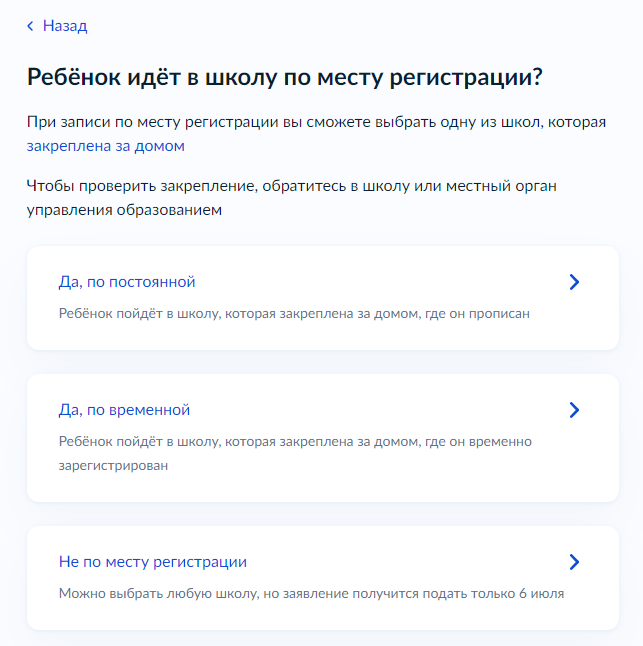 Назад
Ребёнок идёт в школу по месту регистрации?
При записи по месту регистрации вы сможете выбрать одну из школ, которая
закреплена за домом
Чтобы проверить закрепление, обратитесь в школу или местный орган
управления образованием
Да, по постоянной
Ребёнок пойдёт в школу, которая закреплена за домом, где он прописан
Да, по временной
Ребёнок пойдёт в школу, которая закреплена за домом, где он временно
зарегистрирован
Не по месту регистрации
Можно выбрать любую школу, но заявление получится подать только 6 июля